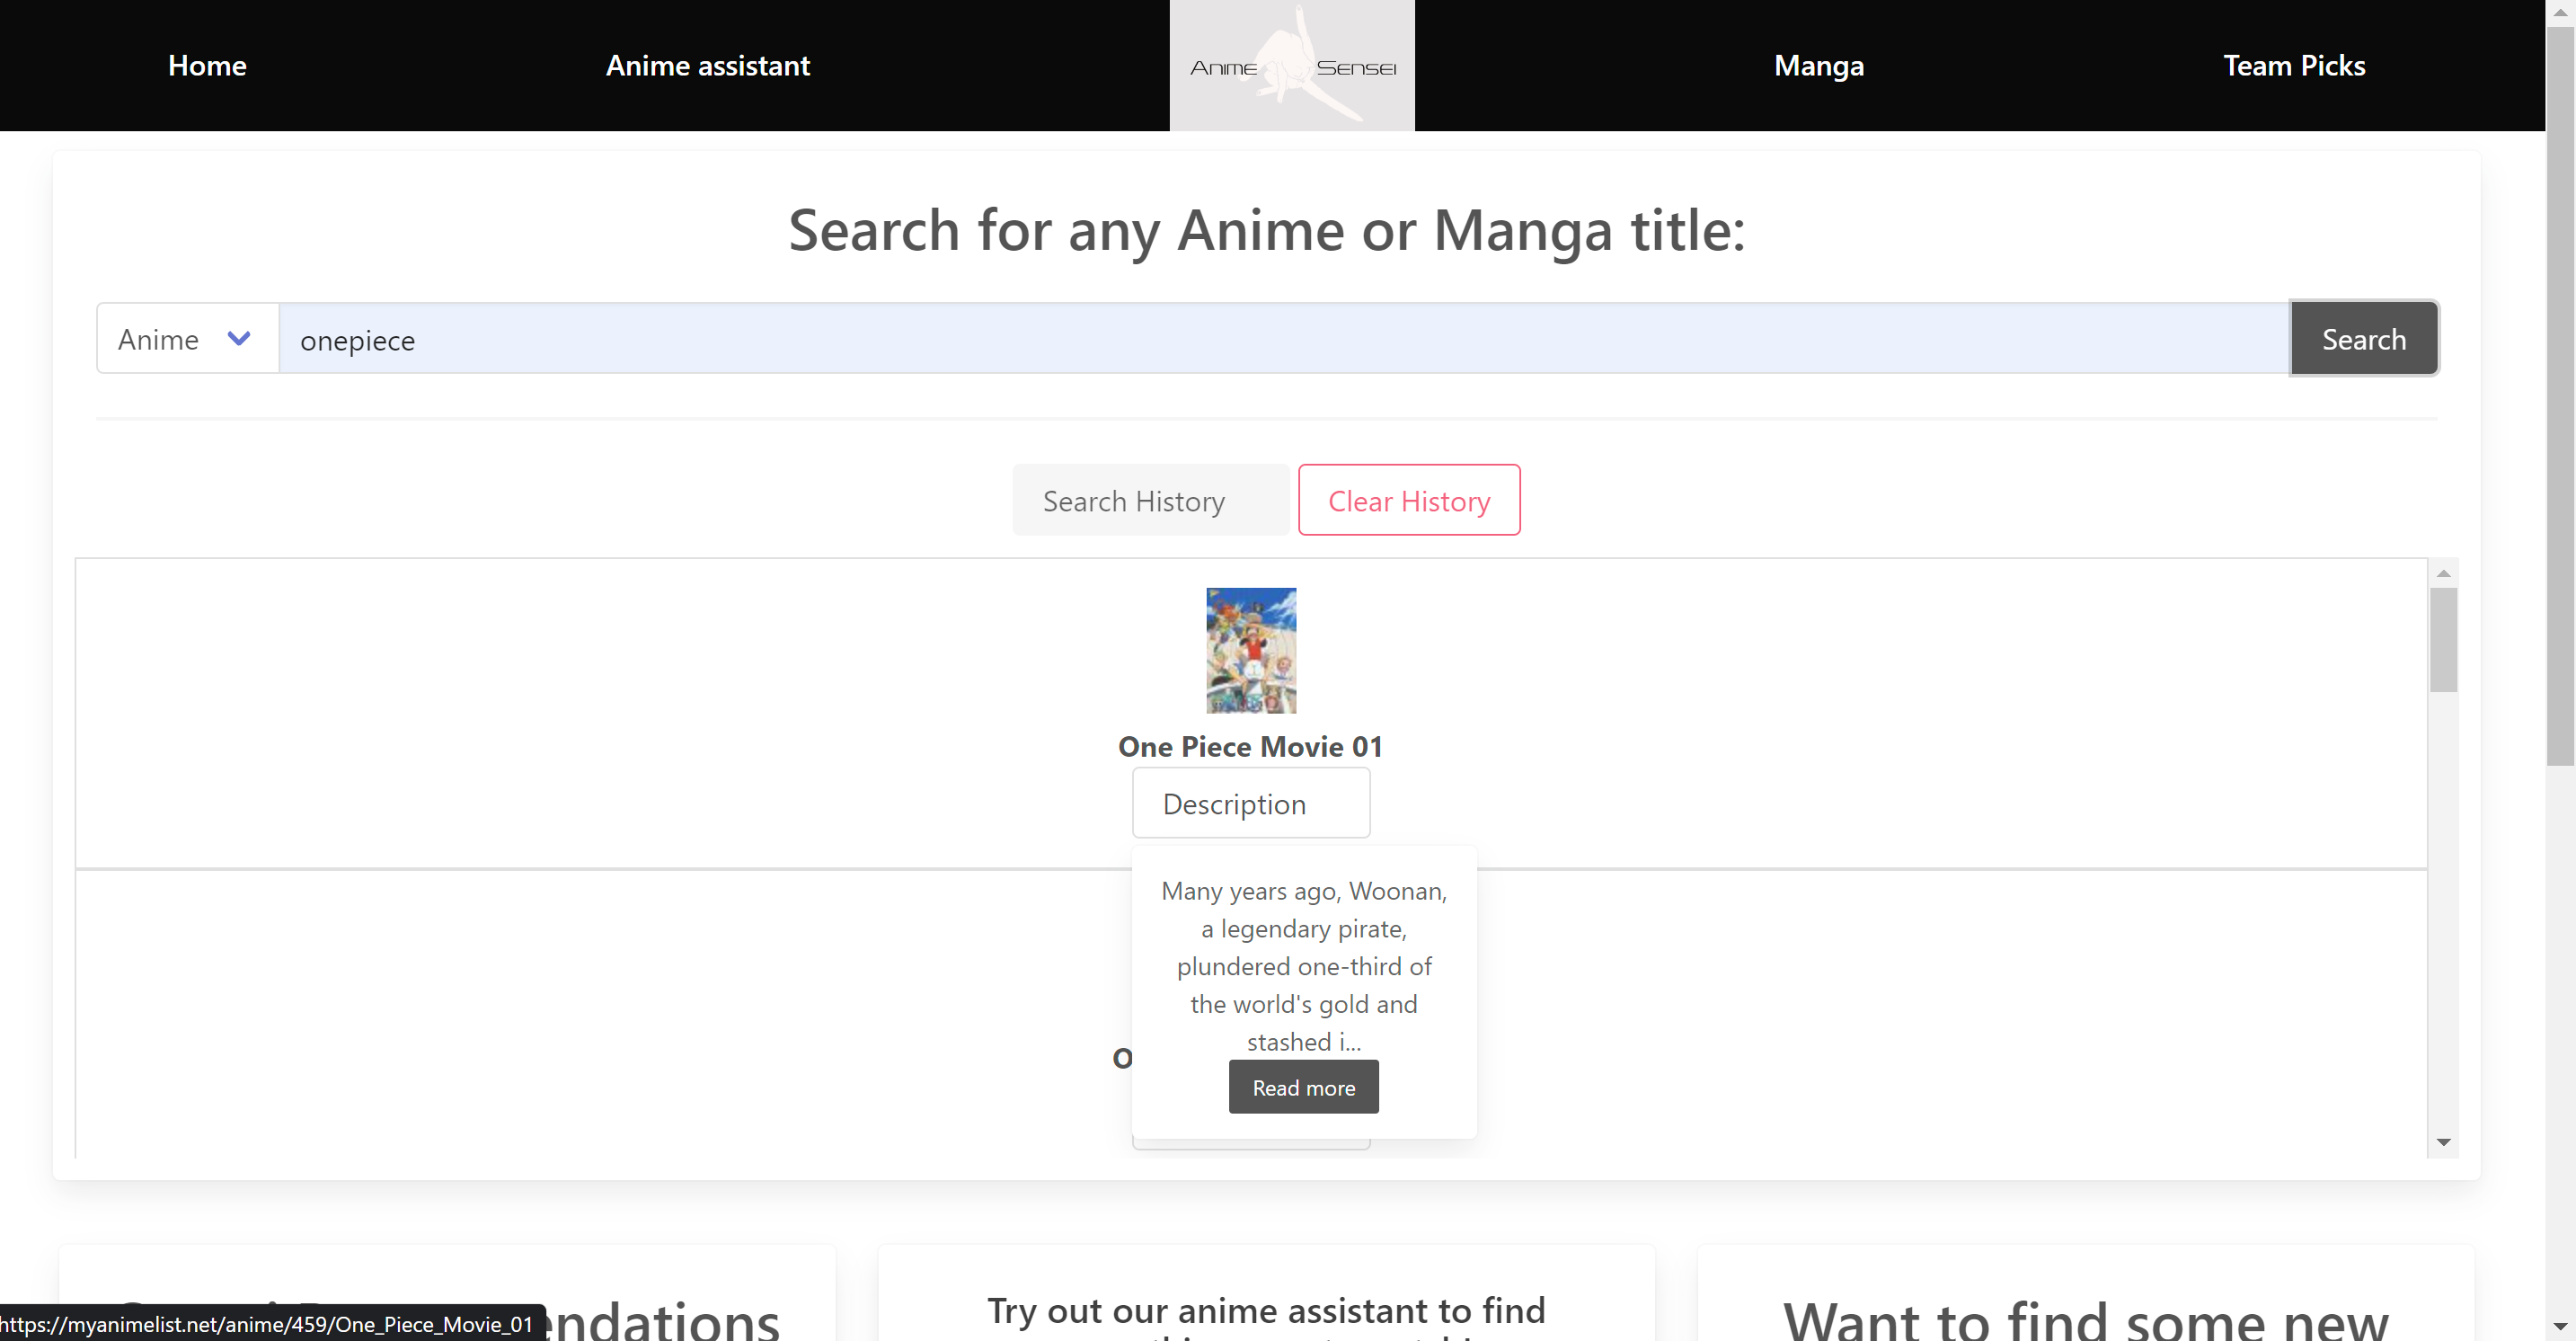 Home
Anime assistant
Anime Sensei
Manga
Team Picks
Search for any Anime or Manga title:
Anime
onepiece
Search
Search History
Clear History
One Piece Movie 01
Description
Many years ago, Woonan,
a legendary pirate,
plundered one-third of
the world's gold and
stashed i...
O
Read more
Try out our anime assistant to find
Want to find some new
https://myanimelist.net/anime/459/One_Piece_Movie_01